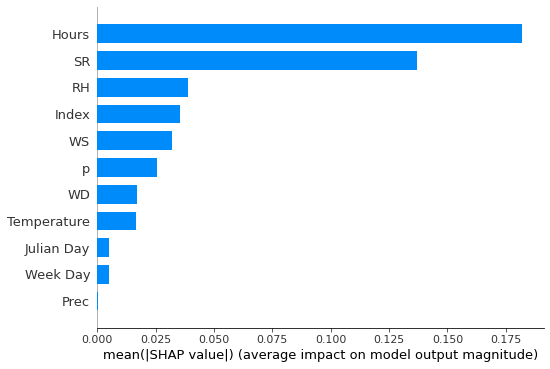 Hours
SR
RH
Index
WS
p
WD
Temperature
Julian Day
Week Day
Prec
0.000 0.025 0.050 0.075 0.100 0.125 0.150 0.175
mean(|SHAP value|) (average impact on model output magnitude)